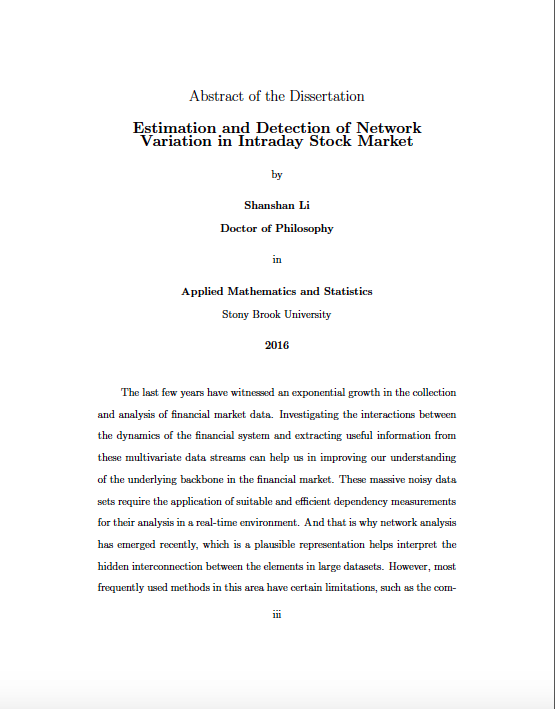 Abstract of the Dissertation
Estimation and Detection of Network
Variation in Intraday Stock Market
by
Shanshan Li
Doctor of Philosophy
in
Applied Mathematics and Statistics
Stony Brook University
2016
The last few years have witnessed an exponential growth in the collection
and analysis of financial market data. Investigating the interactions between
the dynamics of the financial system and extracting useful information from
these multivariate data streams can help us in improving our understanding
of the underlying backbone in the financial market. These massive noisy data
sets require the application of suitable and efficient dependency measurements
for their analysis in a real-time environment. And that is why network analysis
has emerged recently, which is a plausible representation helps interpret the
hidden interconnection between the elements in large datasets. However, most
frequently used methods in this area have certain limitations, such as the com-
iii